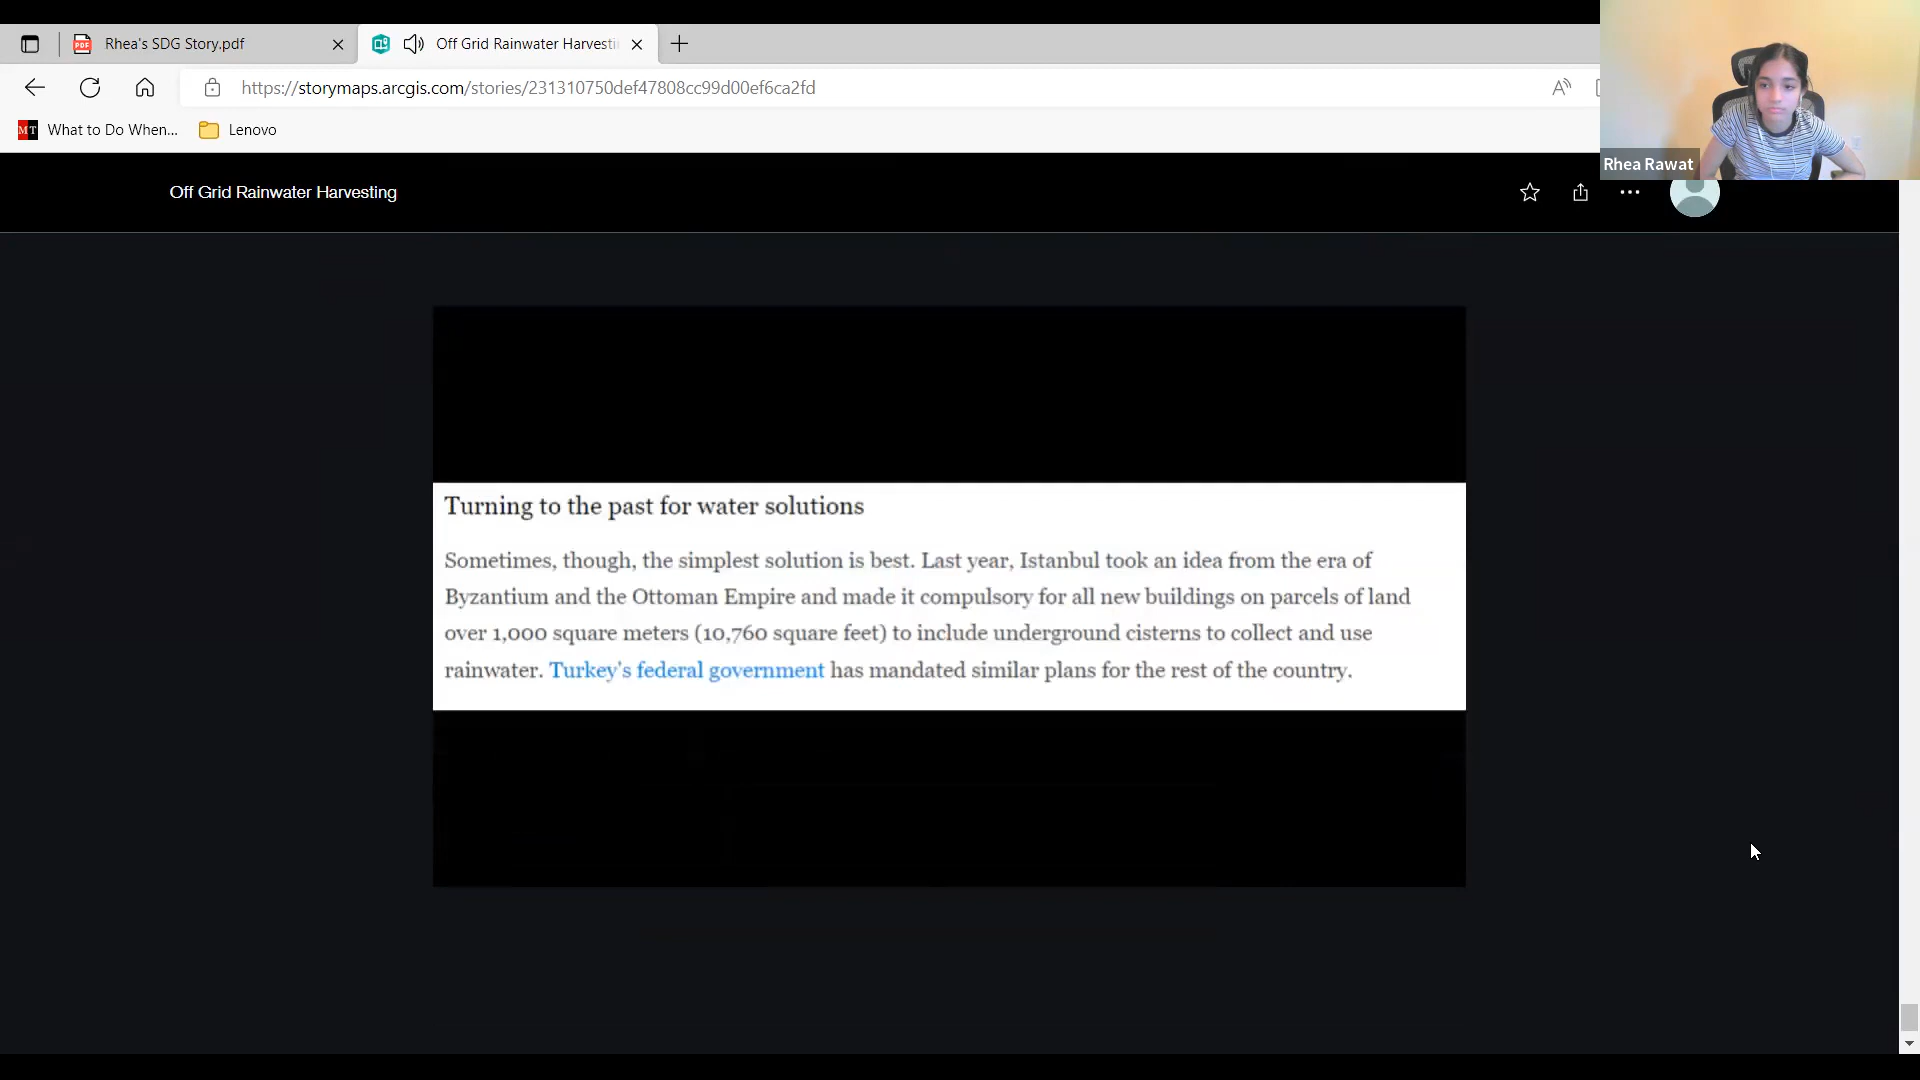 Rhea's SDG Story.pdf
Off Grid Rainwater Harvesti
https://storymaps.arcgis.com/stories/231310750def47808cc99d00ef6ca2fd
MT What to Do When...
Lenovo
Rhea Rawat
Off Grid Rainwater Harvesting
Turning to the past for water solutions
Sometimes, though, the simplest solution is best. Last year, Istanbul took an idea from the era of
Byzantium and the Ottoman Empire and made it compulsory for all new buildings on parcels of land
over 1,000 square meters (10,760 square feet) to include underground cisterns to collect and use
rainwater. Turkey's federal government has mandated similar plans for the rest of the country.